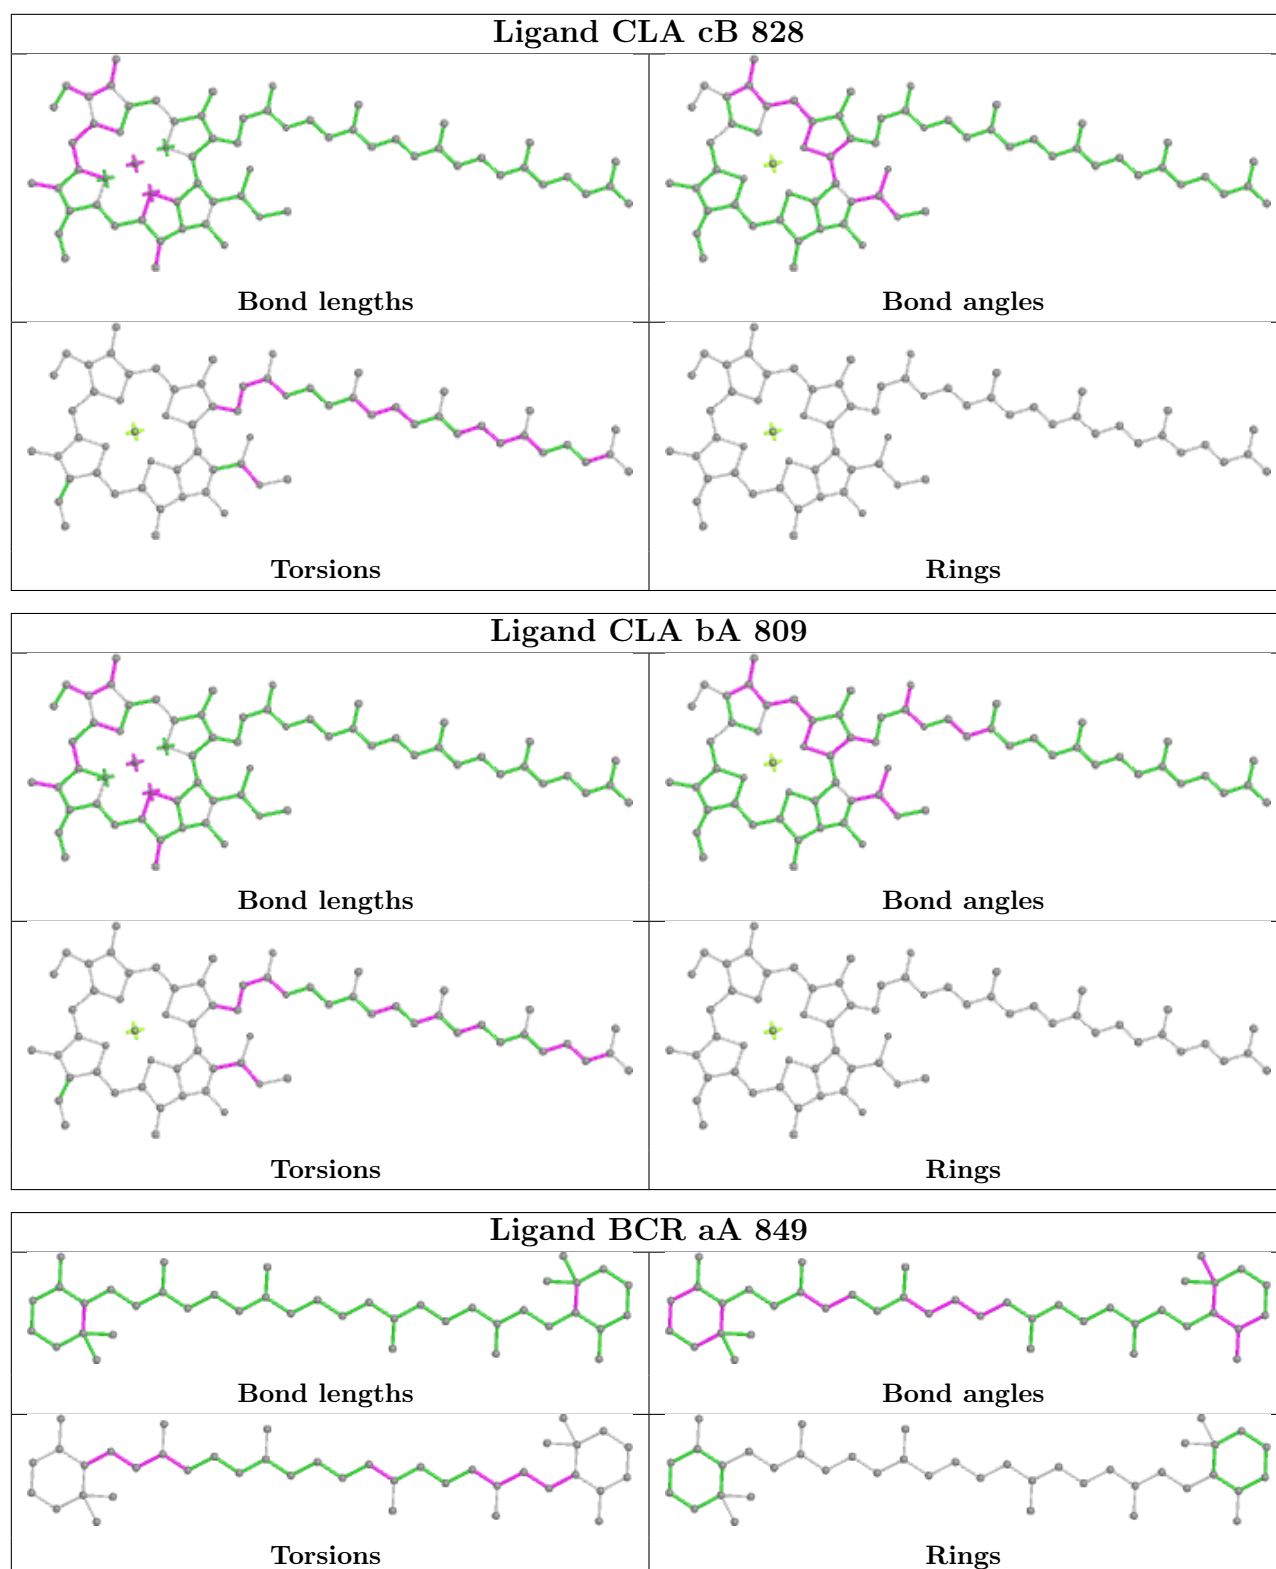 Ligand CLA cB 828
Bond lengths
Bond angles
Torsions
Rings
Ligand CLA bA 809
Bond lengths
Bond angles
Torsions
Rings
Ligand BCR aA 849
Bond lengths
Bond angles
Torsions
Rings